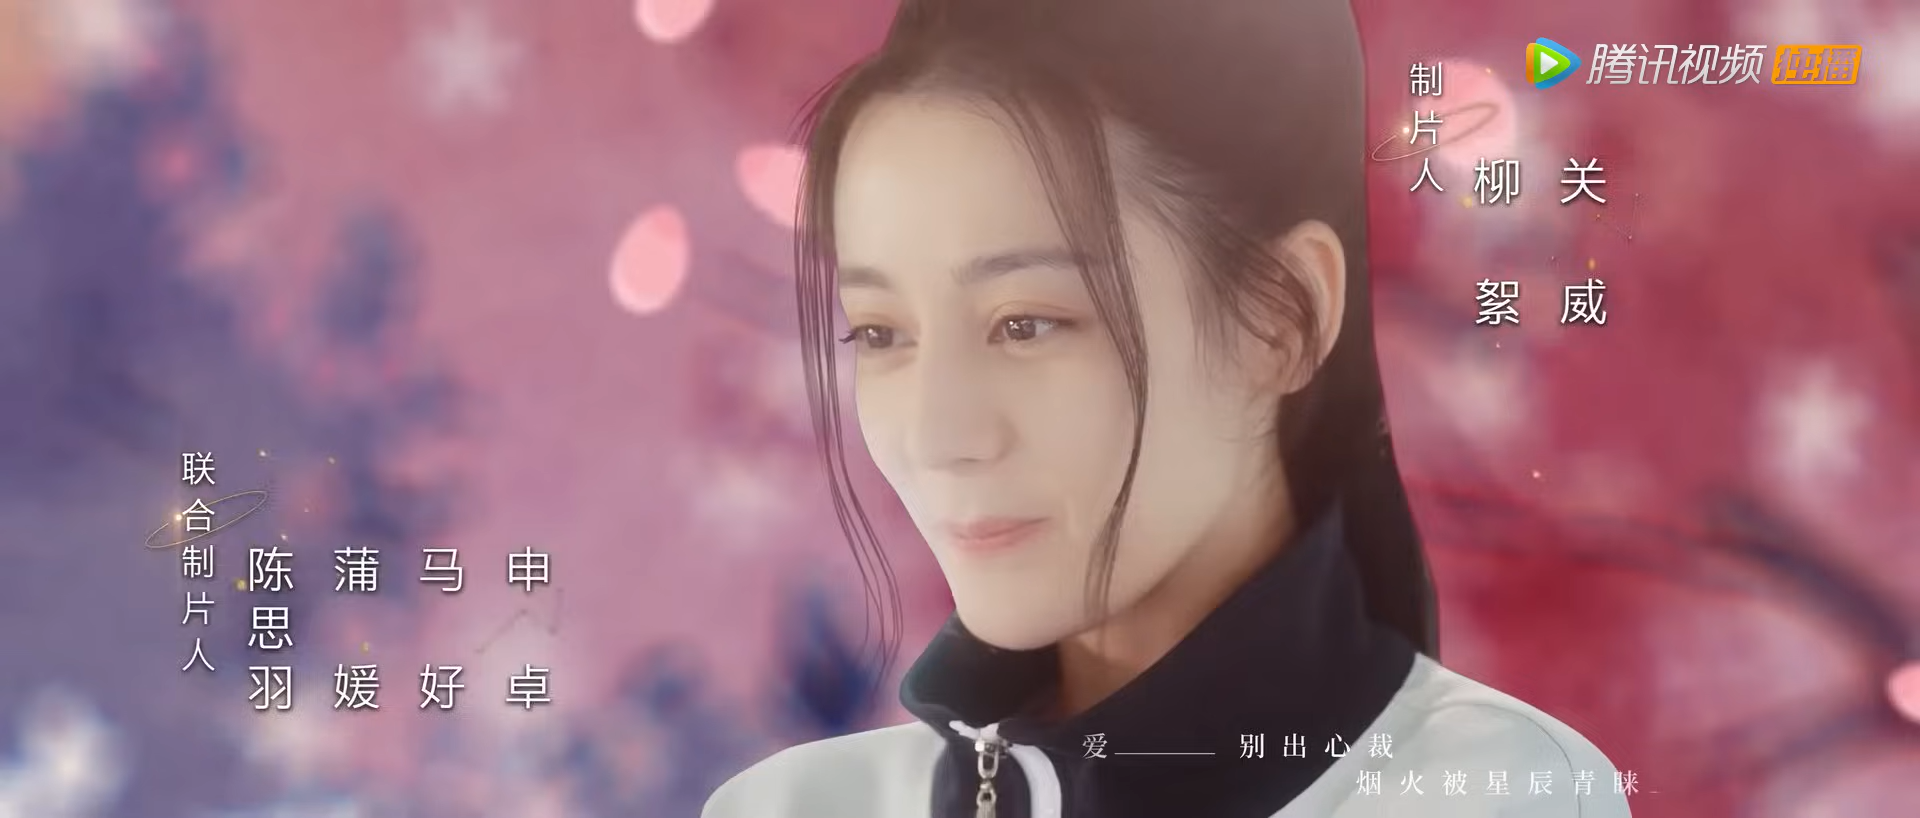 腾讯视频 独播
制片人
柳絮
关威
联合制片人
陈思羽
蒲媛
马好
申卓
爱 别出心裁
烟火被星辰青睐